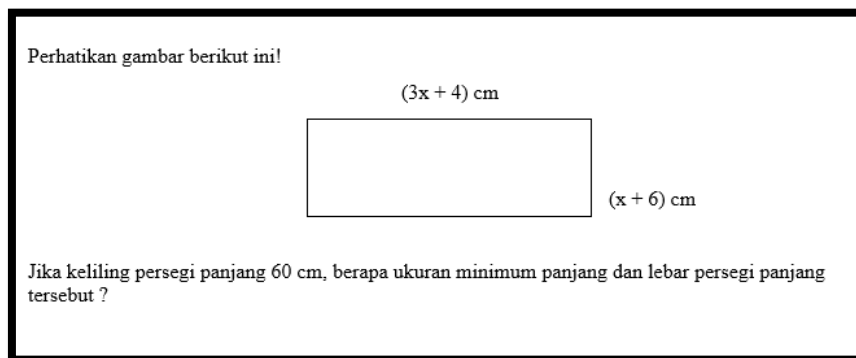 Perhatikan gambar berikut ini!
(3x + 4) cm
(x + 6) cm
Jika keliling persegi panjang 60 cm, berapa ukuran minimum panjang dan lebar persegi panjang
tersebut ?